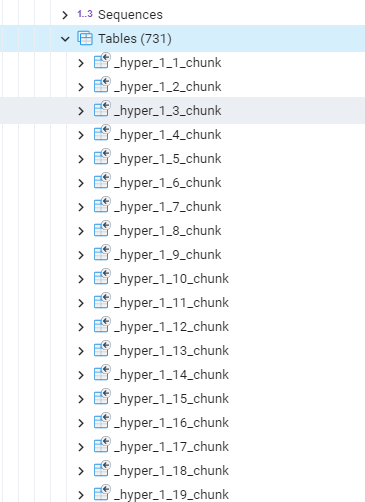 1..3 Sequences
Tables (731)
_hyper_1_1_chunk
_hyper_1_2_chunk
_hyper_1_3_chunk
_hyper_1_4_chunk
_hyper_1_5_chunk
_hyper_1_6_chunk
_hyper_1_7_chunk
_hyper_1_8_chunk
_hyper_1_9_chunk
_hyper_1_10_chunk
_hyper_1_11_chunk
_hyper_1_12_chunk
_hyper_1_13_chunk
_hyper_1_14_chunk
_hyper_1_15_chunk
_hyper_1_16_chunk
_hyper_1_17_chunk
_hyper_1_18_chunk
_hyper_1_19_chunk